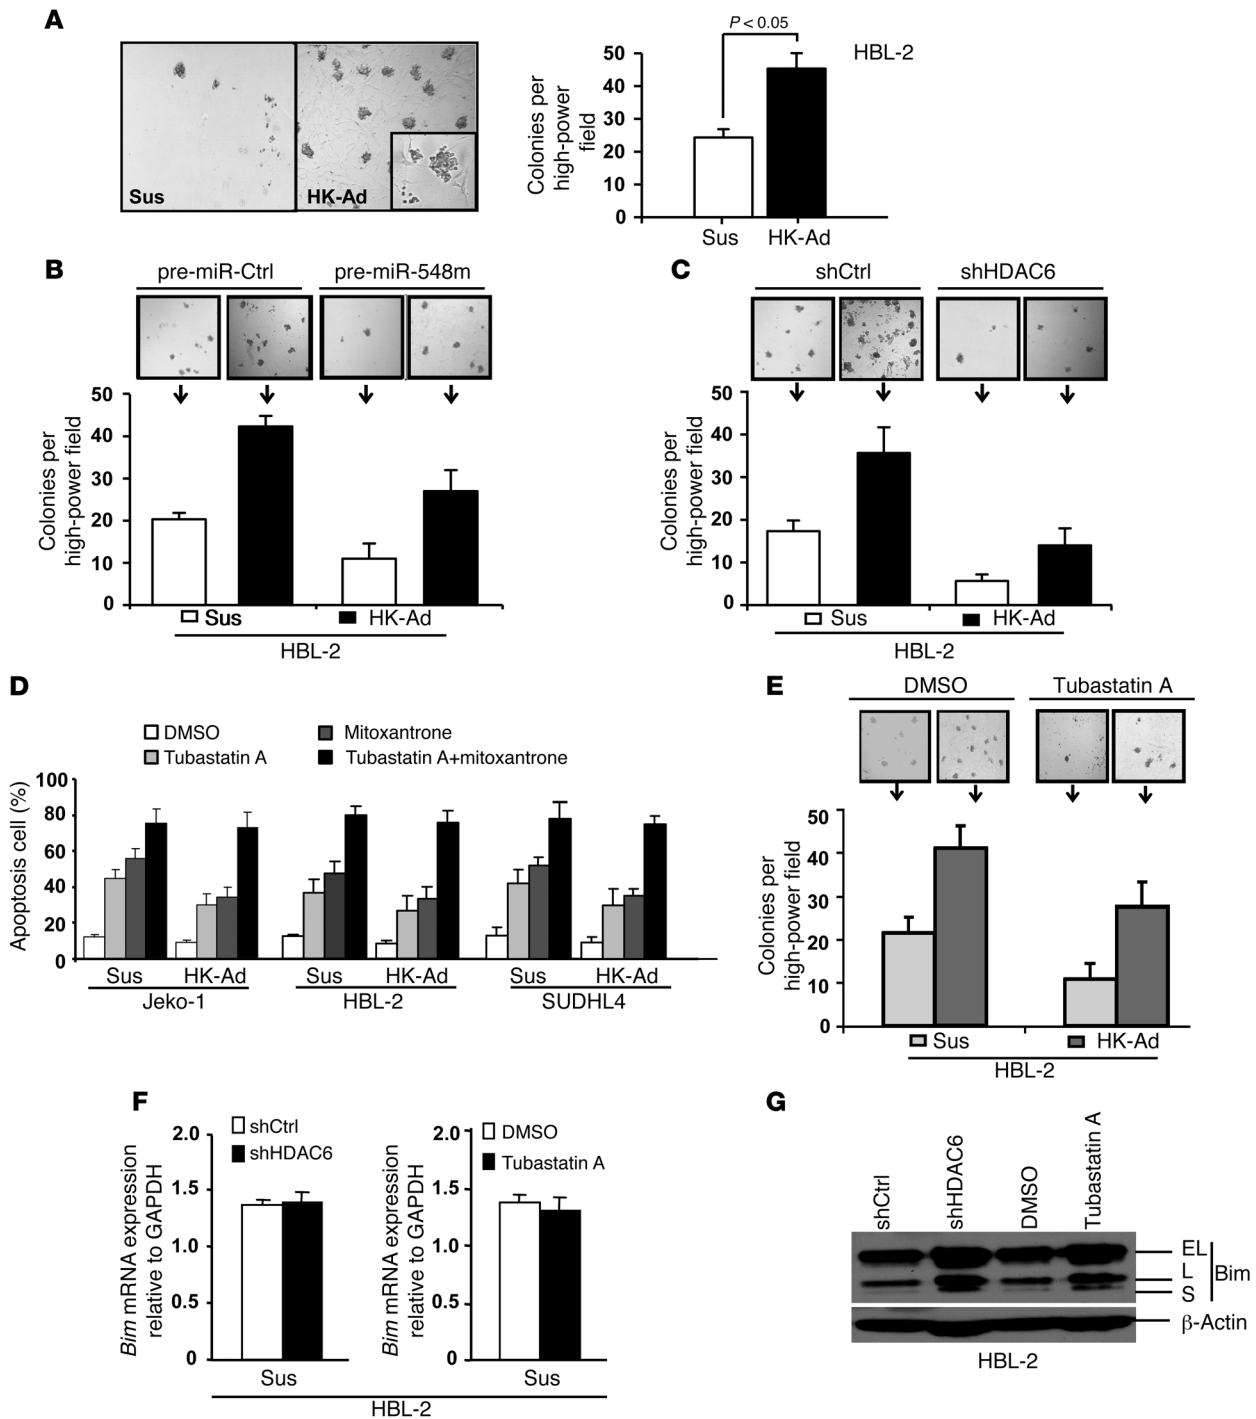 A
Sus
HK-Ad
P < 0.05
HBL-2
Colonies per
high-power
field
50
40
30
20
10
0
Sus HK-Ad
B
pre-miR-Ctrl pre-miR-548m
Colonies per
high-power field
50
40
30
20
10
0
Sus HK-Ad
HBL-2
C
shCtrl shHDAC6
Colonies per
high-power field
50
40
30
20
10
0
Sus HK-Ad
HBL-2
D
DMSO Mitoxantrone
Tubastatin A Tubastatin A+mitoxantrone
Apoptosis cell (%)
100
80
60
40
20
0
Sus HK-Ad Sus HK-Ad Sus HK-Ad
Jeko-1 HBL-2 SUDHL4
E
DMSO Tubastatin A
Colonies per
high-power field
50
40
30
20
10
0
Sus HK-Ad
HBL-2
F
shCtrl
shHDAC6
Bim mRNA expression
relative to GAPDH
2.0
1.5
1.0
0.5
0
Sus
DMSO
Tubastatin A
Bim mRNA expression
relative to GAPDH
2.0
1.5
1.0
0.5
0
Sus
HBL-2
G
shCtrl
shHDAC6
DMSO
Tubastatin A
EL
L
S
Bim
β-Actin
HBL-2